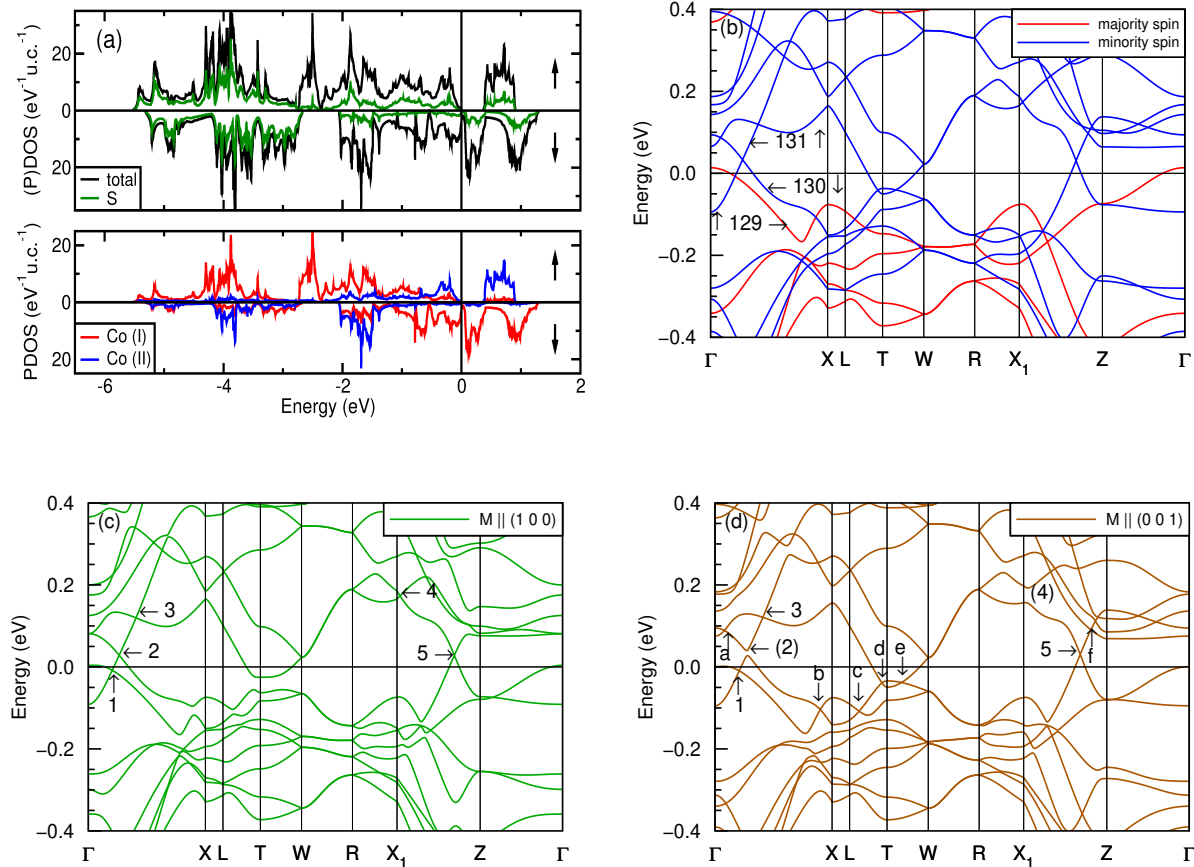 (a)
(P)DOS (eV⁻¹u.c.⁻¹)
20
0
20
total
S
PDOS (eV⁻¹u.c.⁻¹)
20
0
20
Co (I)
Co (II)
-6 -4 -2 0 2
Energy (eV)
(b)
majority spin
minority spin
Energy (eV)
0.4
0.2
0.0
−0.2
−0.4
← 131 ↑
← 130 ↓
↑ 129 →
Γ X L T W R X₁ Z Γ
(c)
M || (1 0 0)
Energy (eV)
0.4
0.2
0.0
−0.2
−0.4
← 3
← 2
↑
1
← 4
5 →
Γ X L T W R X₁ Z Γ
(d)
M || (0 0 1)
Energy (eV)
0.4
0.2
0.0
−0.2
−0.4
← 3
← (2)
a
↑
1
b
↓
c
↓
d
↓
e
↓
(4)
5 →
f
Γ X L T W R X₁ Z Γ